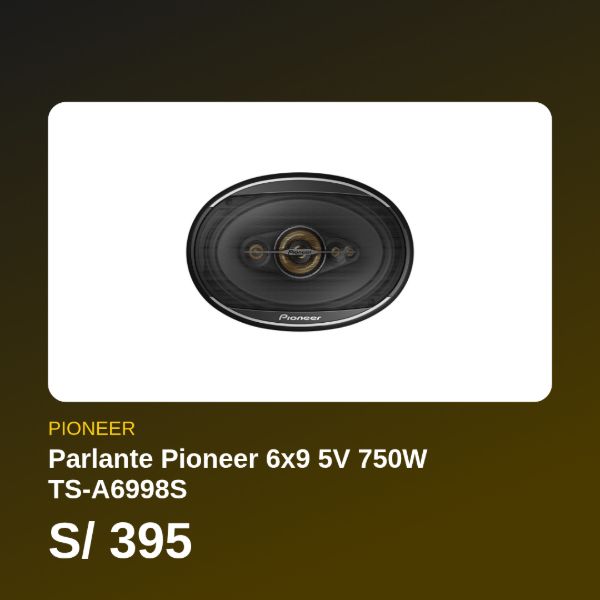 Pioneer
PIONEER
Parlante Pioneer 6x9 5V 750W
TS-A6998S
S/ 395